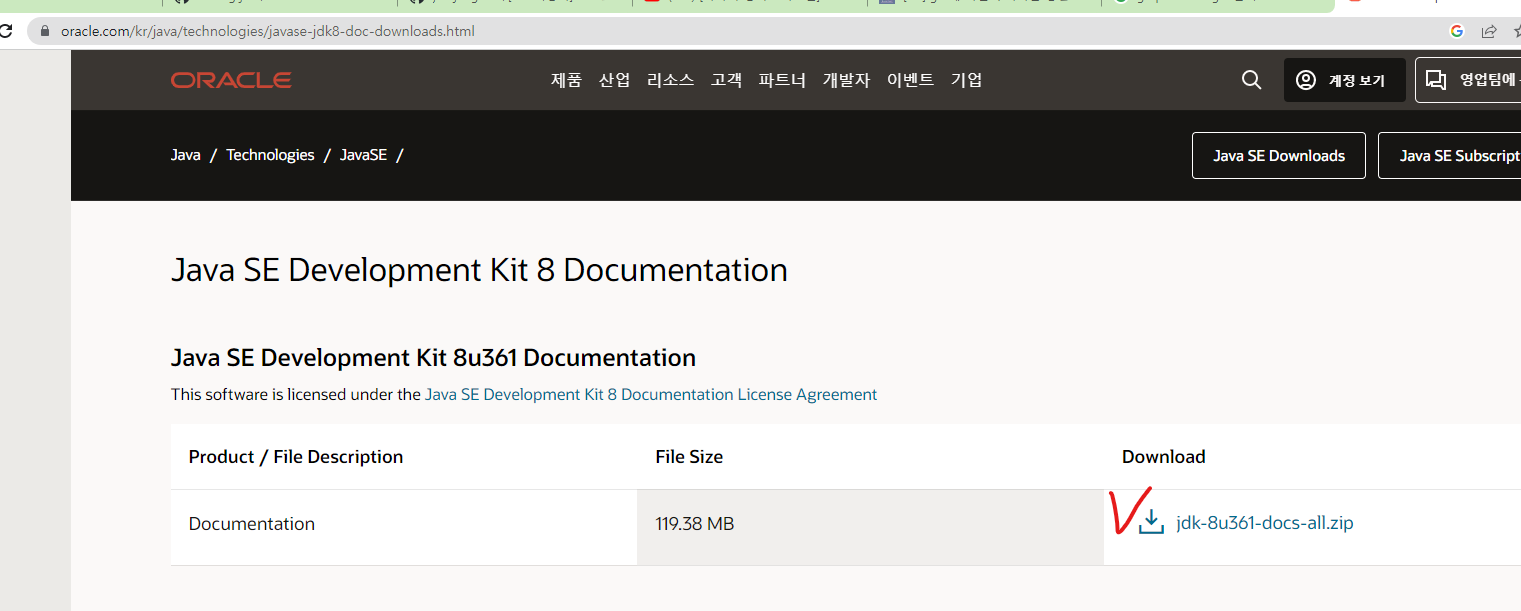 oracle.com/kr/java/technologies/javase-jdk8-doc-downloads.html
ORACLE 제품 산업 리소스 고객 파트너 개발자 이벤트 기업 계정 보기 영업팀에
Java / Technologies / JavaSE / Java SE Downloads Java SE Subscript
Java SE Development Kit 8 Documentation
Java SE Development Kit 8u361 Documentation
This software is licensed under the Java SE Development Kit 8 Documentation License Agreement
Product / File Description File Size Download
Documentation 119.38 MB jdk-8u361-docs-all.zip